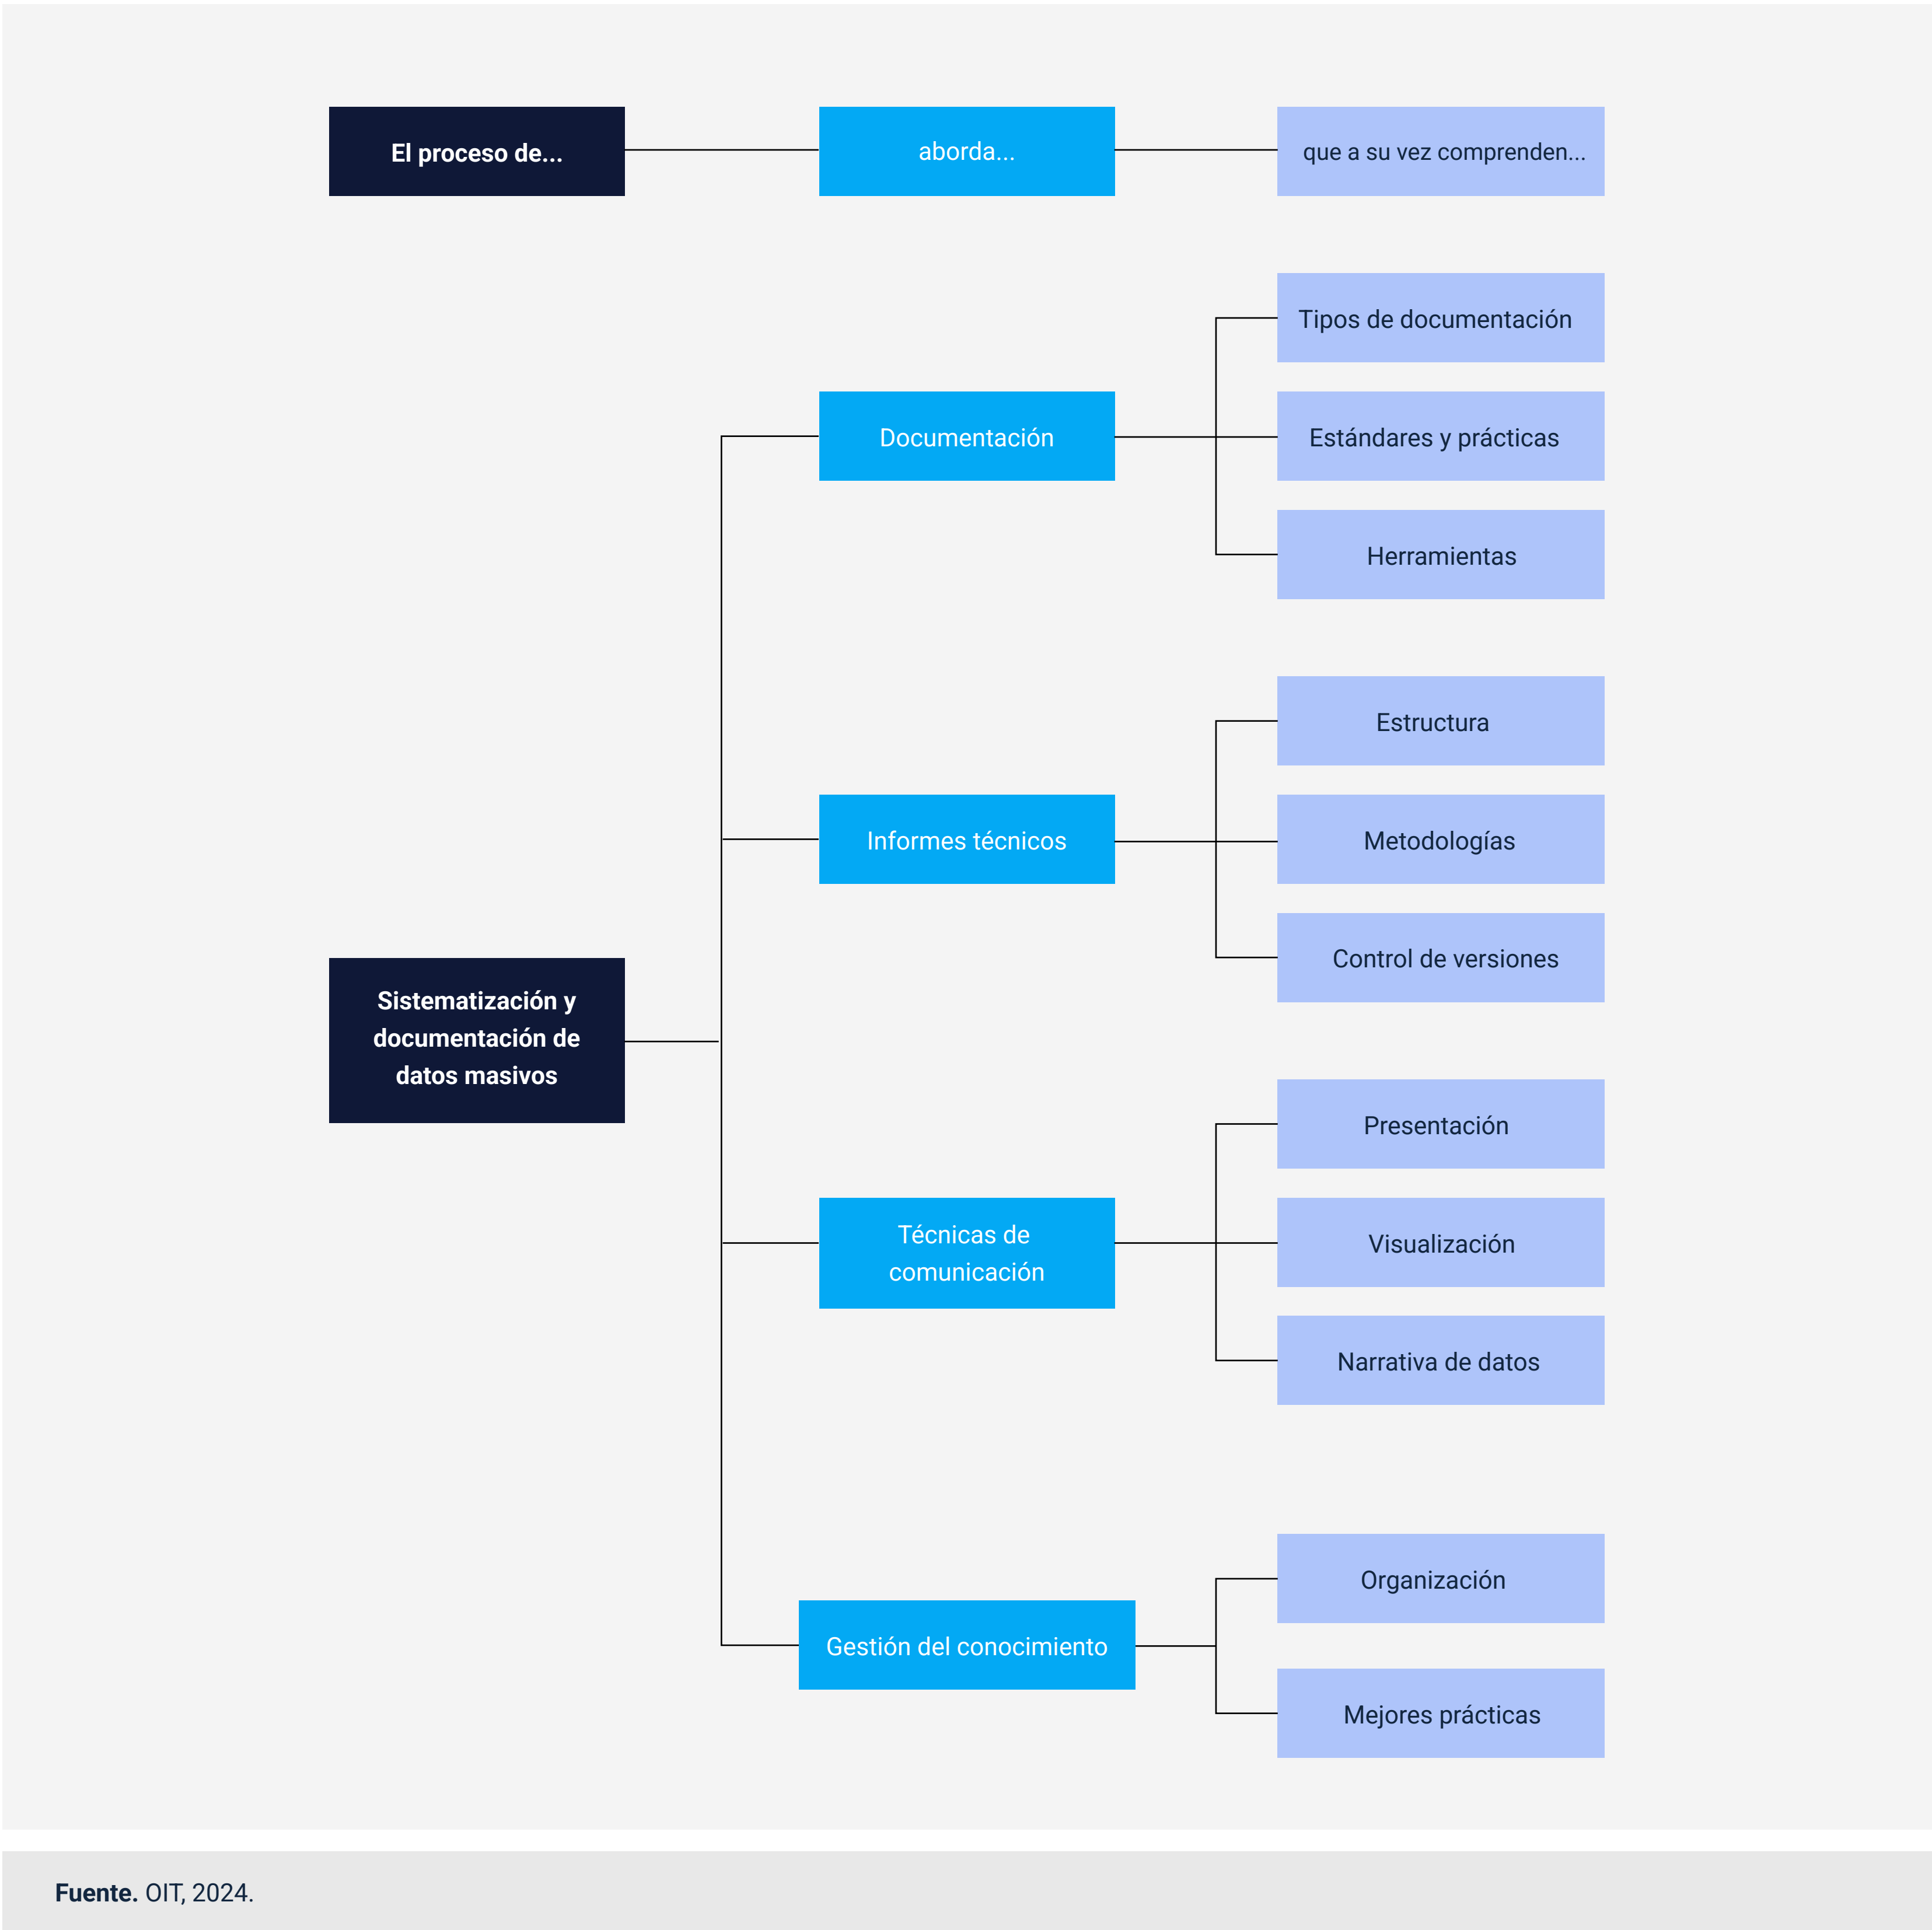 El proceso de...
aborda...
que a su vez comprenden...
Tipos de documentación
Documentación
Estándares y prácticas
Herramientas
Estructura
Informes técnicos
Metodologías
Control de versiones
Sistematización y
documentación de
datos masivos
Presentación
Técnicas de
comunicación
Visualización
Narrativa de datos
Organización
Gestión del conocimiento
Mejores prácticas
Fuente. OIT, 2024.